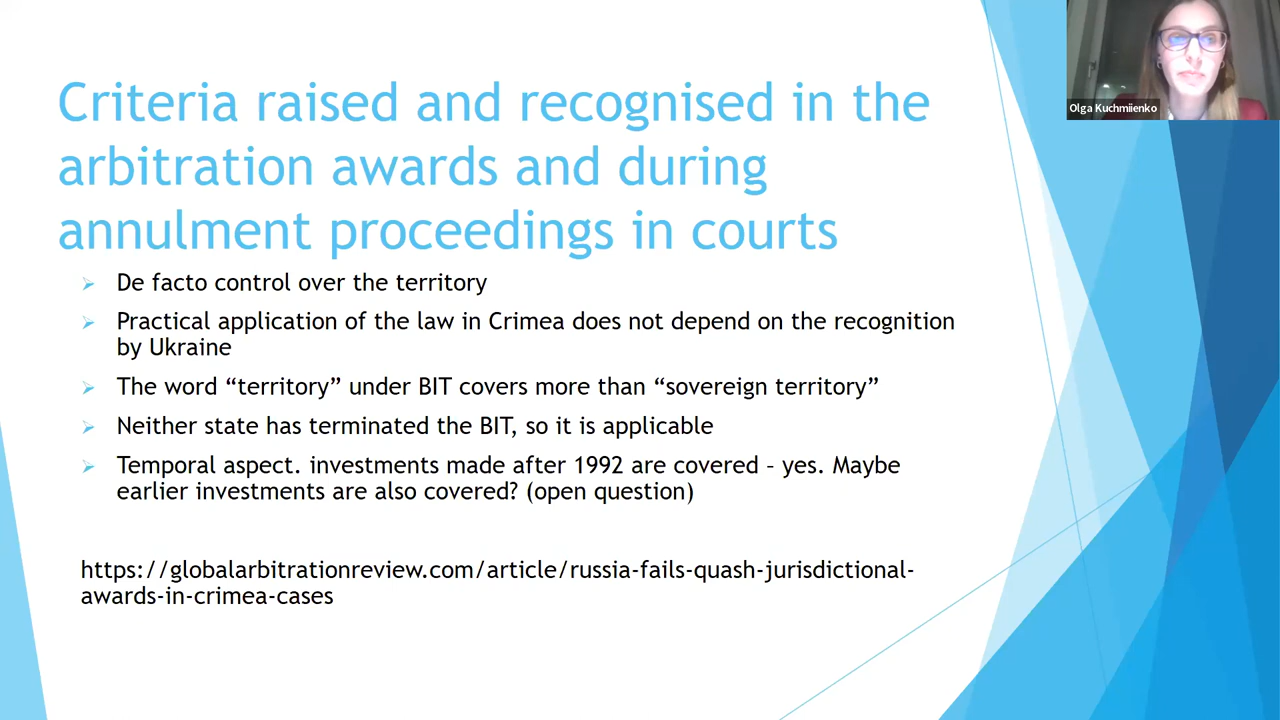 Criteria raised and recognised in the
arbitration awards and during
annulment proceedings in courts
Olga Kuchmiienko
De facto control over the territory
Practical application of the law in Crimea does not depend on the recognition
by Ukraine
The word “territory” under BIT covers more than “sovereign territory”
Neither state has terminated the BIT, so it is applicable
Temporal aspect. investments made after 1992 are covered – yes. Maybe
earlier investments are also covered? (open question)
https://globalarbitrationreview.com/article/russia-fails-quash-jurisdictional-
awards-in-crimea-cases